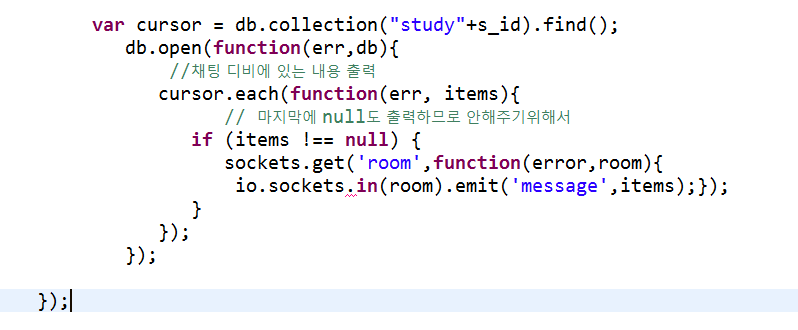 var cursor = db.collection("study"+s_id).find();
db.open(function(err,db){
//채팅 디비에 있는 내용 출력
cursor.each(function(err, items){
// 마지막에 null도 출력하므로 안해주기위해서
if (items !== null) {
sockets.get('room',function(error,room){
io.sockets.in(room).emit('message',items);});
}
});
});
});